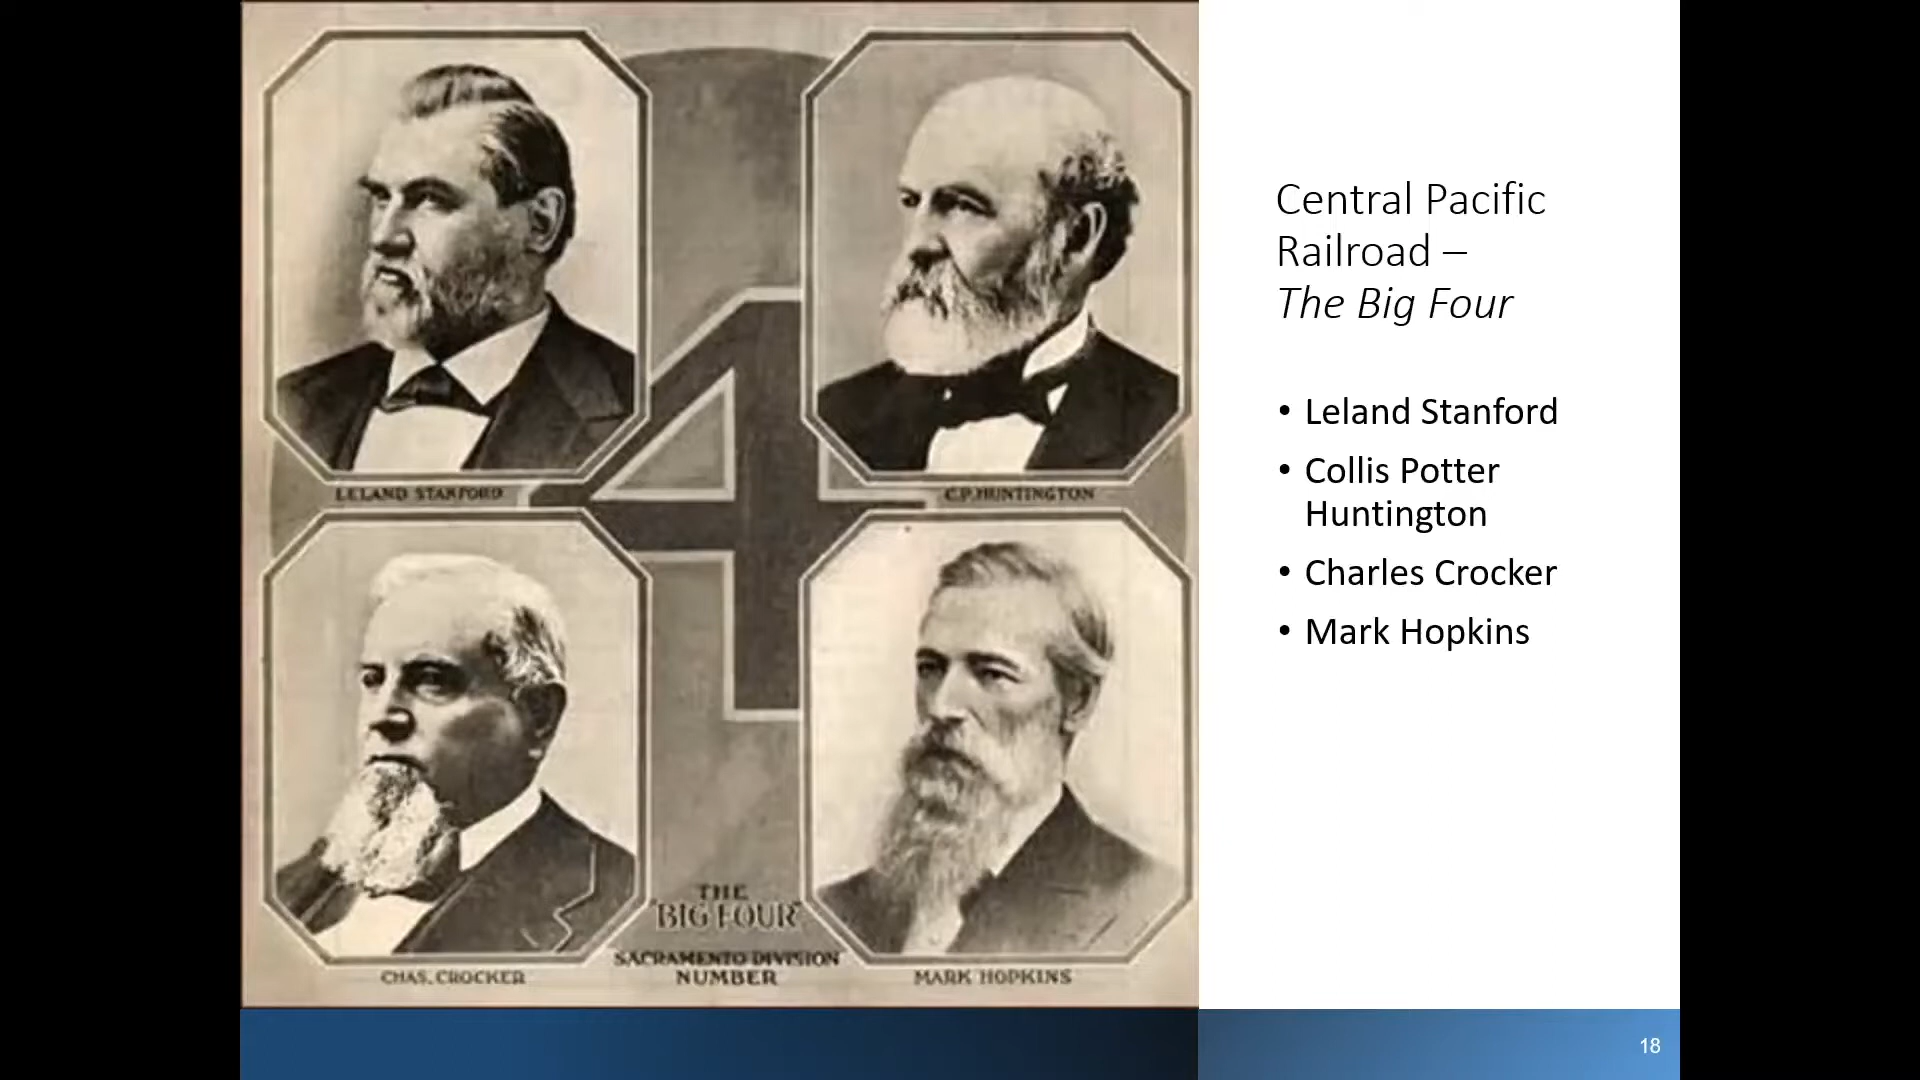 LELAND STANFORD
C.P. HUNTINGTON
CHAS. CROCKER
THE
"BIG FOUR"
SACRAMENTO DIVISION
NUMBER
MARK HOPKINS
4
Central Pacific
Railroad –
The Big Four
• Leland Stanford
• Collis Potter
Huntington
• Charles Crocker
• Mark Hopkins
18